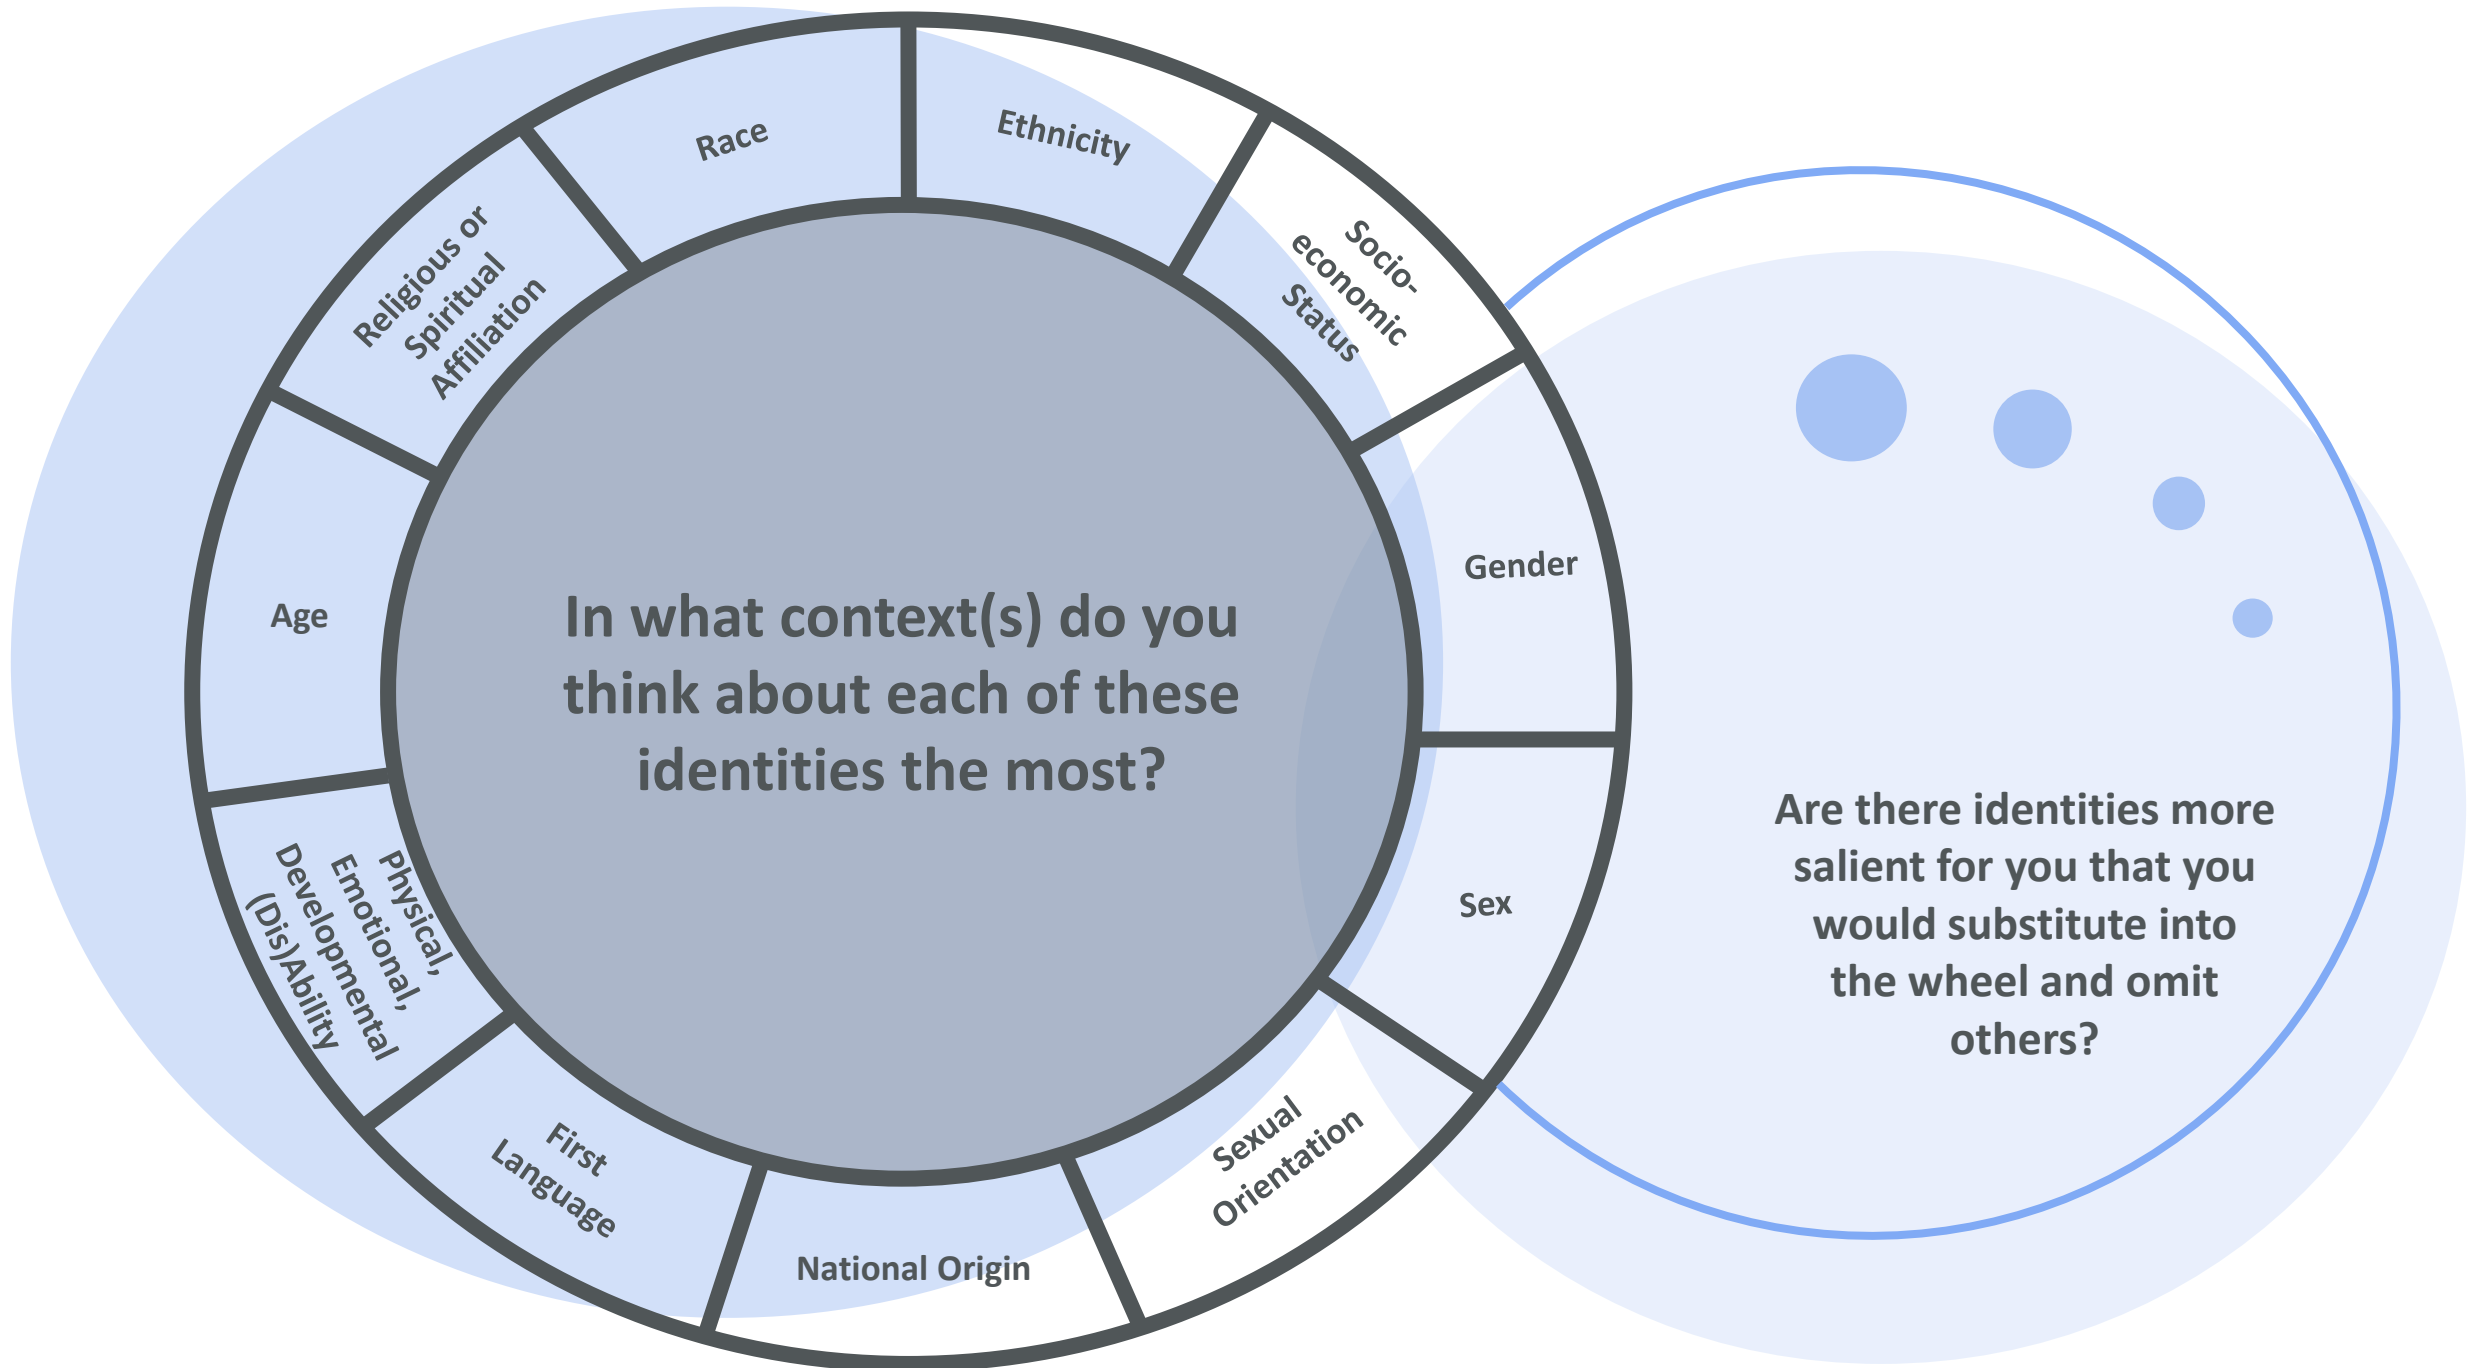 Race
Ethnicity
Socio-
economic
Status
Gender
Sex
Sexual
Orientation
National Origin
First
Language
Physical,
Emotional,
Developmental
(Dis)Ability
Age
Religious or
Spiritual
Affiliation
In what context(s) do you
think about each of these
identities the most?
Are there identities more
salient for you that you
would substitute into
the wheel and omit
others?